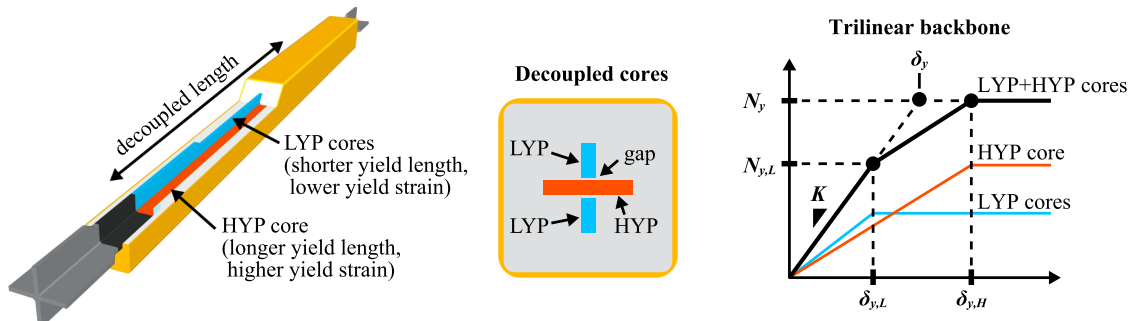 decoupled length
LYP cores
(shorter yield length,
lower yield strain)
HYP core
(longer yield length,
higher yield strain)
Decoupled cores
LYP
gap
LYP
HYP
Trilinear backbone
δy
Ny
LYP+HYP cores
Ny,L
HYP core
K
LYP cores
δy,L
δy,H